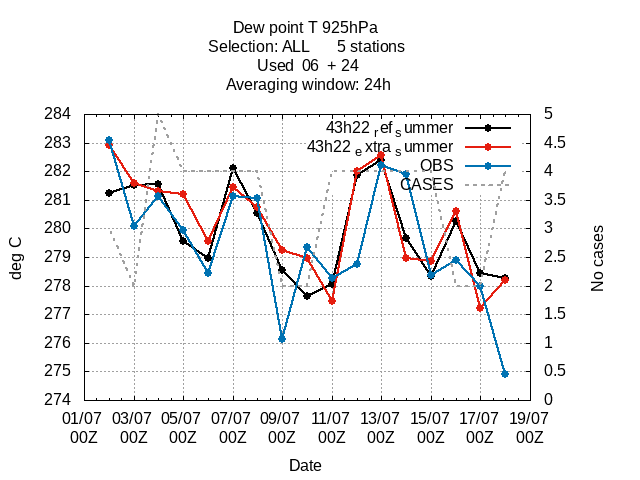 Dew point T 925hPa
Selection: ALL 5 stations
Used 06 + 24
Averaging window: 24h
284 5
43h22 ref summer
283 4.5
43h22 extra summer
282 4
OBS
281 3.5
CASES
280 3
279 2.5
278 2
277 1.5
276 1
275 0.5
274 0
deg C
No cases
01/07 03/07 05/07 07/07 09/07 11/07 13/07 15/07 17/07 19/07
00Z 00Z 00Z 00Z 00Z 00Z 00Z 00Z 00Z 00Z
Date